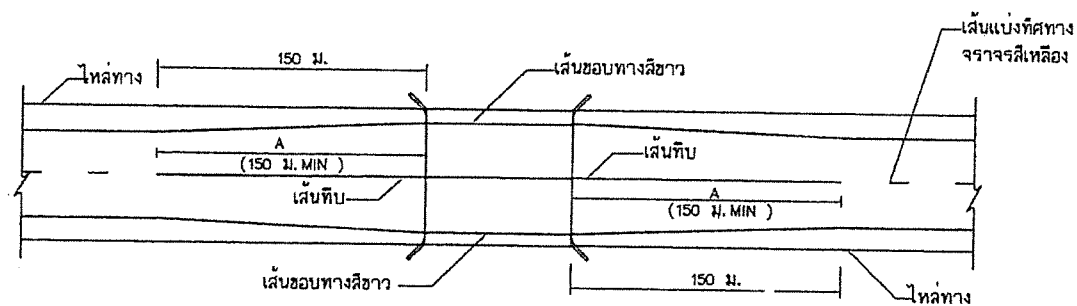 เส้นแบ่งทิศทาง
จราจรสีเหลือง
150 ม.
เส้นขอบทางสีขาว
ไหล่ทาง
A
(150 ม. MIN )
เส้นทึบ
เส้นทึบ
A
(150 ม. MIN )
เส้นขอบทางสีขาว
150 ม.
ไหล่ทาง